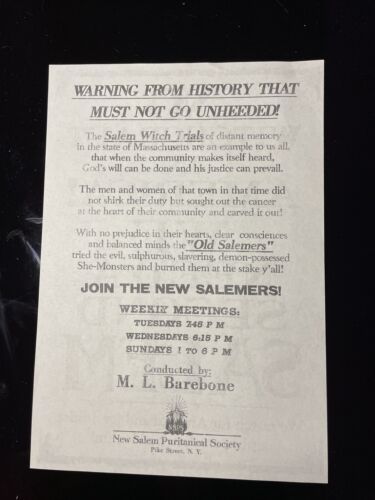 WARNING FROM HISTORY THAT
MUST NOT GO UNHEEDED!
The Salem Witch Trials of distant memory
in the state of Massachusetts are an example to us all,
that when the community makes itself heard,
God's will can be done and his justice can prevail.
The men and women of that town in that time did
not shirk their duty but sought out the cancer
at the heart of their community and carved it out!
With no prejudice in their hearts, clear consciences
and balanced minds the "Old Salemers"
tried the evil, sulphurous, slavering, demon-possessed
She-Monsters and burned them at the stake y'all!
JOIN THE NEW SALEMERS!
WEEKLY MEETINGS:
TUESDAYS 7:45 P M
WEDNESDAYS 6:15 P M
SUNDAYS 1 TO 6 P M
Conducted by:
M. L. Barebone
New Salem Puritanical Society
Pike Street, N. Y.